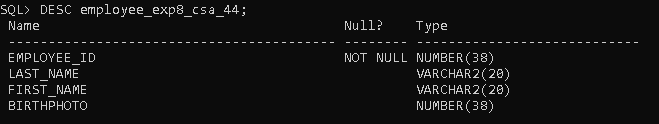 SQL> DESC employee_exp8_csa_44;
Name Null? Type
----------------------------------------- -------- ----------------------------
EMPLOYEE_ID NOT NULL NUMBER(38)
LAST_NAME VARCHAR2(20)
FIRST_NAME VARCHAR2(20)
BIRTHPHOTO NUMBER(38)